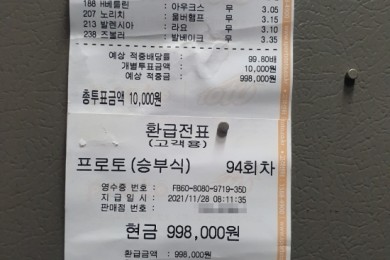 188 H베를린 : 아우크스 무 3.05
207 노리치 : 울버햄프 무 3.15
213 발렌시아 : 라요 무 3.10
238 즈볼러 : 발베이크 무 3.35
예상 적중배당률 : 99.80배
개별투표금액 : 10,000원
예상 적중금 : 998,000원
총투표금액 10,000원
환급전표
(고객용)
프로토(승부식) 94회차
영수증 번호 : FB60-8080-9719-35D
지급일시 : 2021/11/28 08:11:35
판매점 번호 :
현금 998,000원
환급금액 : 998,000원